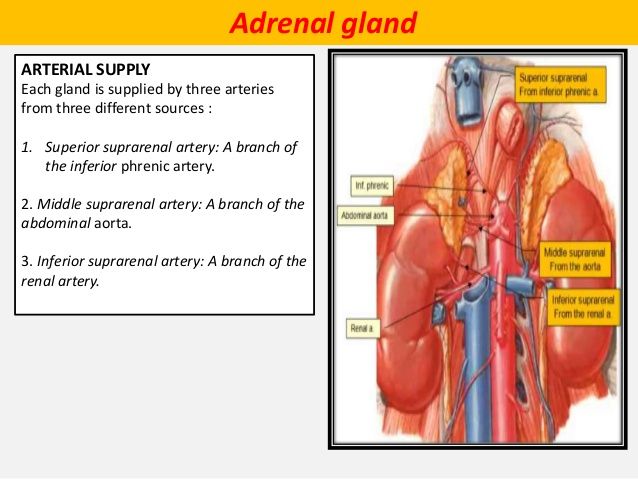 Adrenal gland
ARTERIAL SUPPLY
Each gland is supplied by three arteries
from three different sources :
1. Superior suprarenal artery: A branch of
the inferior phrenic artery.
2. Middle suprarenal artery: A branch of the
abdominal aorta.
3. Inferior suprarenal artery: A branch of the
renal artery.
Superior suprarenal
From inferior phrenic a.
Inf. phrenic
Abdominal aorta
Middle suprarenal
From the aorta
Inferior suprarenal
From the renal a.
Renal a.